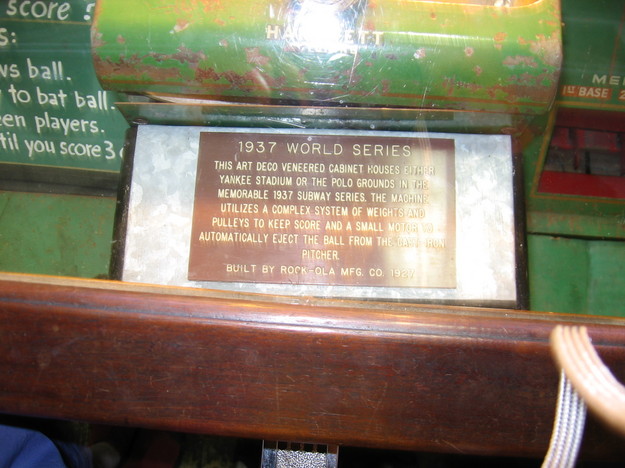 score
s:
ws ball.
to bat ball.
een players.
til you score 3
1ST BASE 2
1937 WORLD SERIES
THIS ART DECO VENEERED CABINET HOUSES EITHER
YANKEE STADIUM OR THE POLO GROUNDS IN THE
MEMORABLE 1937 SUBWAY SERIES. THE MACHINE
UTILIZES A COMPLEX SYSTEM OF WEIGHTS AND
PULLEYS TO KEEP SCORE AND A SMALL MOTOR TO
AUTOMATICALLY EJECT THE BALL FROM THE
PITCHER.
BUILT BY ROCK-OLA MFG. CO.